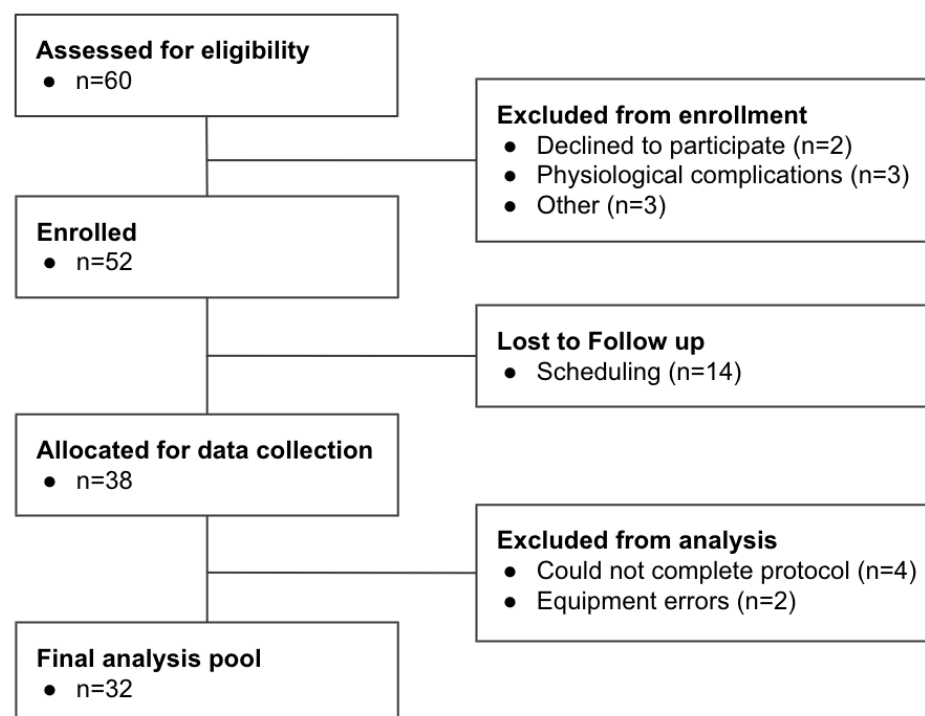 Assessed for eligibility
● n=60
Excluded from enrollment
● Declined to participate (n=2)
● Physiological complications (n=3)
● Other (n=3)
Enrolled
● n=52
Lost to Follow up
● Scheduling (n=14)
Allocated for data collection
● n=38
Excluded from analysis
● Could not complete protocol (n=4)
● Equipment errors (n=2)
Final analysis pool
● n=32